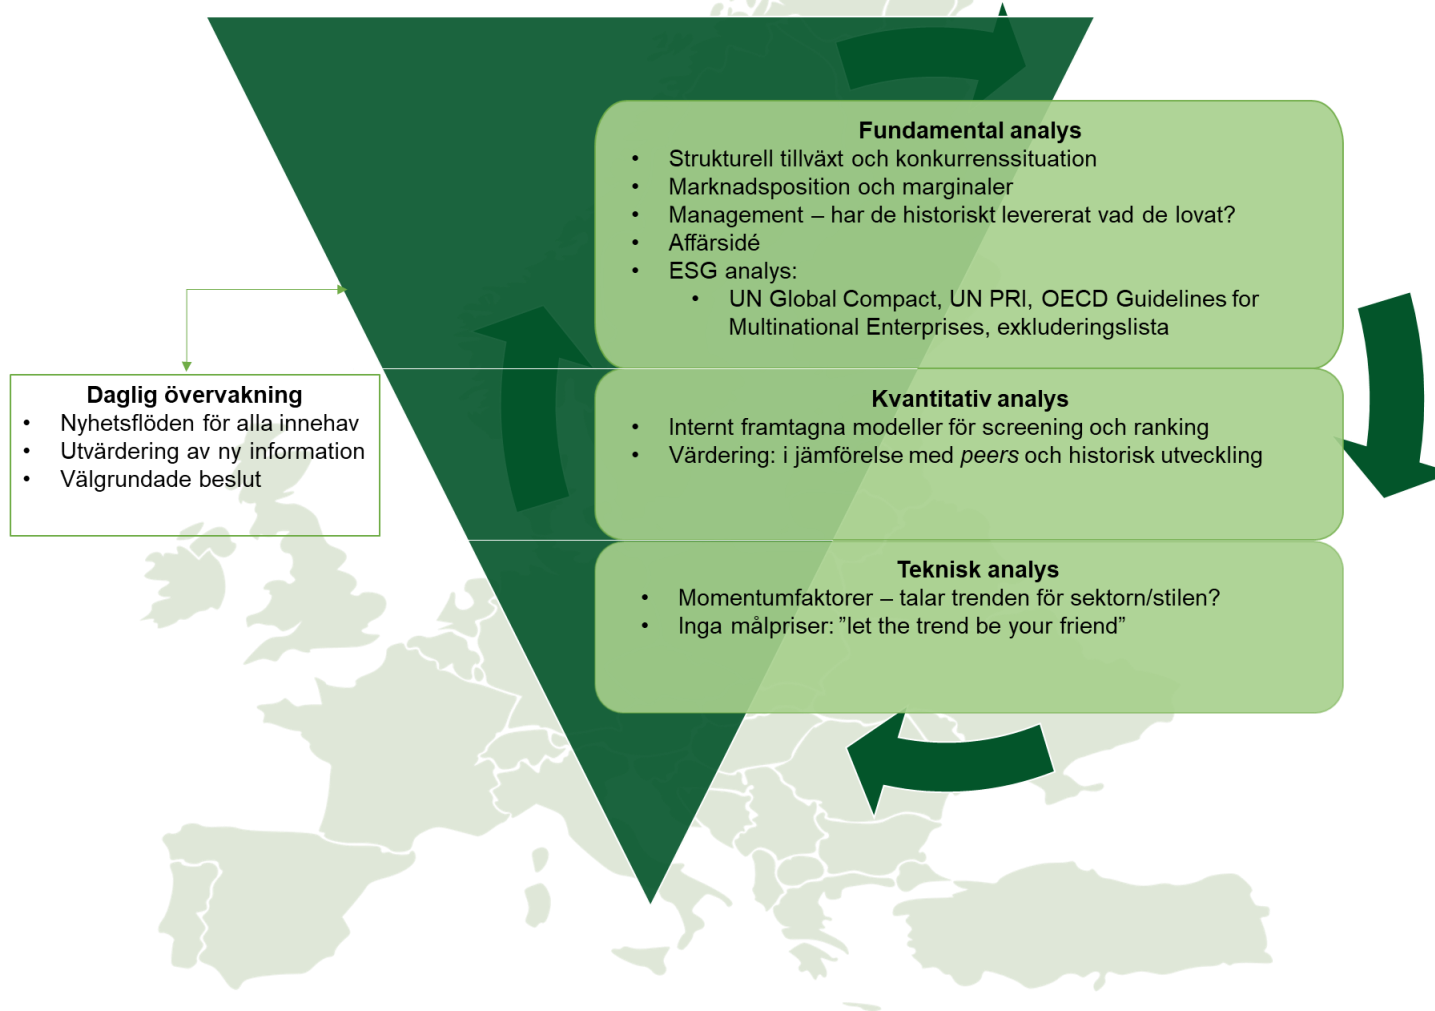 Fundamental analys
• Strukturell tillväxt och konkurrenssituation
• Marknadsposition och marginaler
• Management – har de historiskt levererat vad de lovat?
• Affärsidé
• ESG analys:
• UN Global Compact, UN PRI, OECD Guidelines for
Multinational Enterprises, exkluderingslista
Daglig övervakning
• Nyhetsflöden för alla innehav
• Utvärdering av ny information
• Välgrundade beslut
Kvantitativ analys
• Internt framtagna modeller för screening och ranking
• Värdering: i jämförelse med peers och historisk utveckling
Teknisk analys
• Momentumfaktorer – talar trenden för sektorn/stilen?
• Inga målpriser: ”let the trend be your friend”